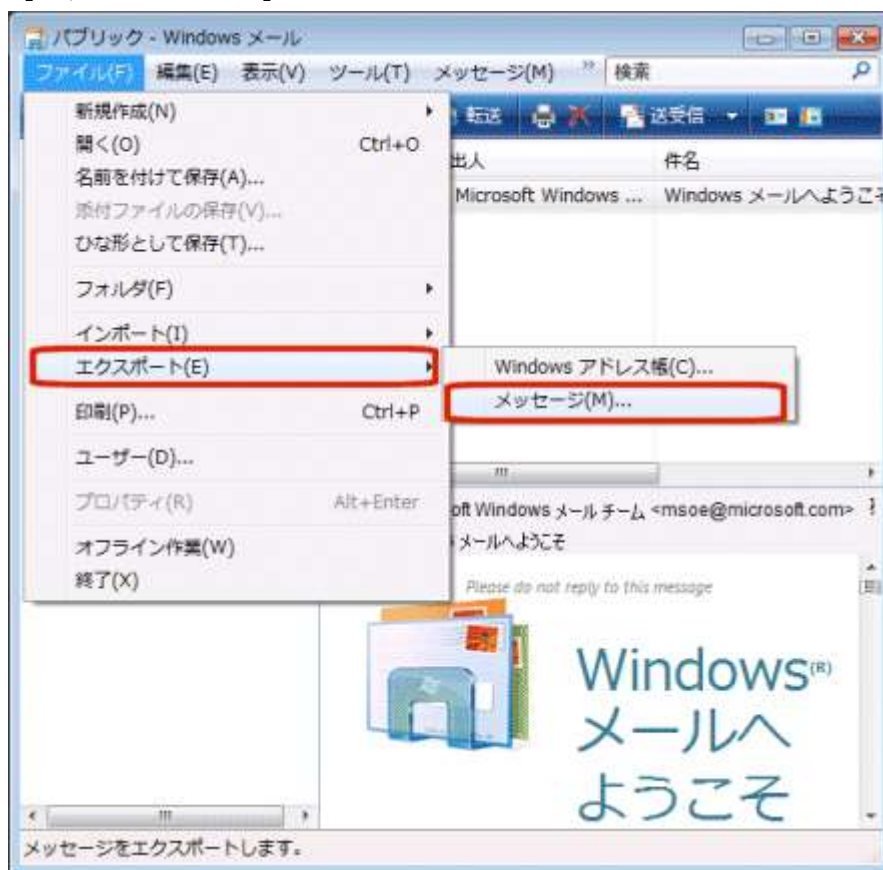 パブリック - Windows メール
ファイル(F) 編集(E) 表示(V) ツール(T) メッセージ(M) » 検索
転送 送受信
新規作成(N)
開く(O) Ctrl+O
名前を付けて保存(A)...
添付ファイルの保存(V)...
ひな形として保存(T)...
フォルダ(F)
インポート(I)
エクスポート(E)
印刷(P)... Ctrl+P
ユーザー(D)...
プロパティ(R) Alt+Enter
オフライン作業(W)
終了(X)
Windows アドレス帳(C)...
メッセージ(M)...
出人 件名
Microsoft Windows ... Windows メールへようこそ
oft Windows メール チーム <msoe@microsoft.com>
メールへようこそ
Please do not reply to this message
Windows(R)
メールへ
ようこそ
メッセージをエクスポートします。